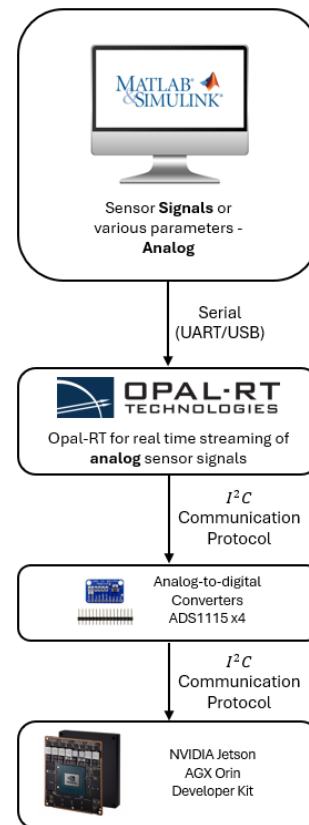 MATLAB
&SIMULINK®
Sensor Signals or
various parameters -
Analog
Serial
(UART/USB)
OPAL-RT
TECHNOLOGIES
Opal-RT for real time streaming of
analog sensor signals
I²C
Communication
Protocol
Analog-to-digital
Converters
ADS1115 x4
I²C
Communication
Protocol
NVIDIA Jetson
AGX Orin
Developer Kit